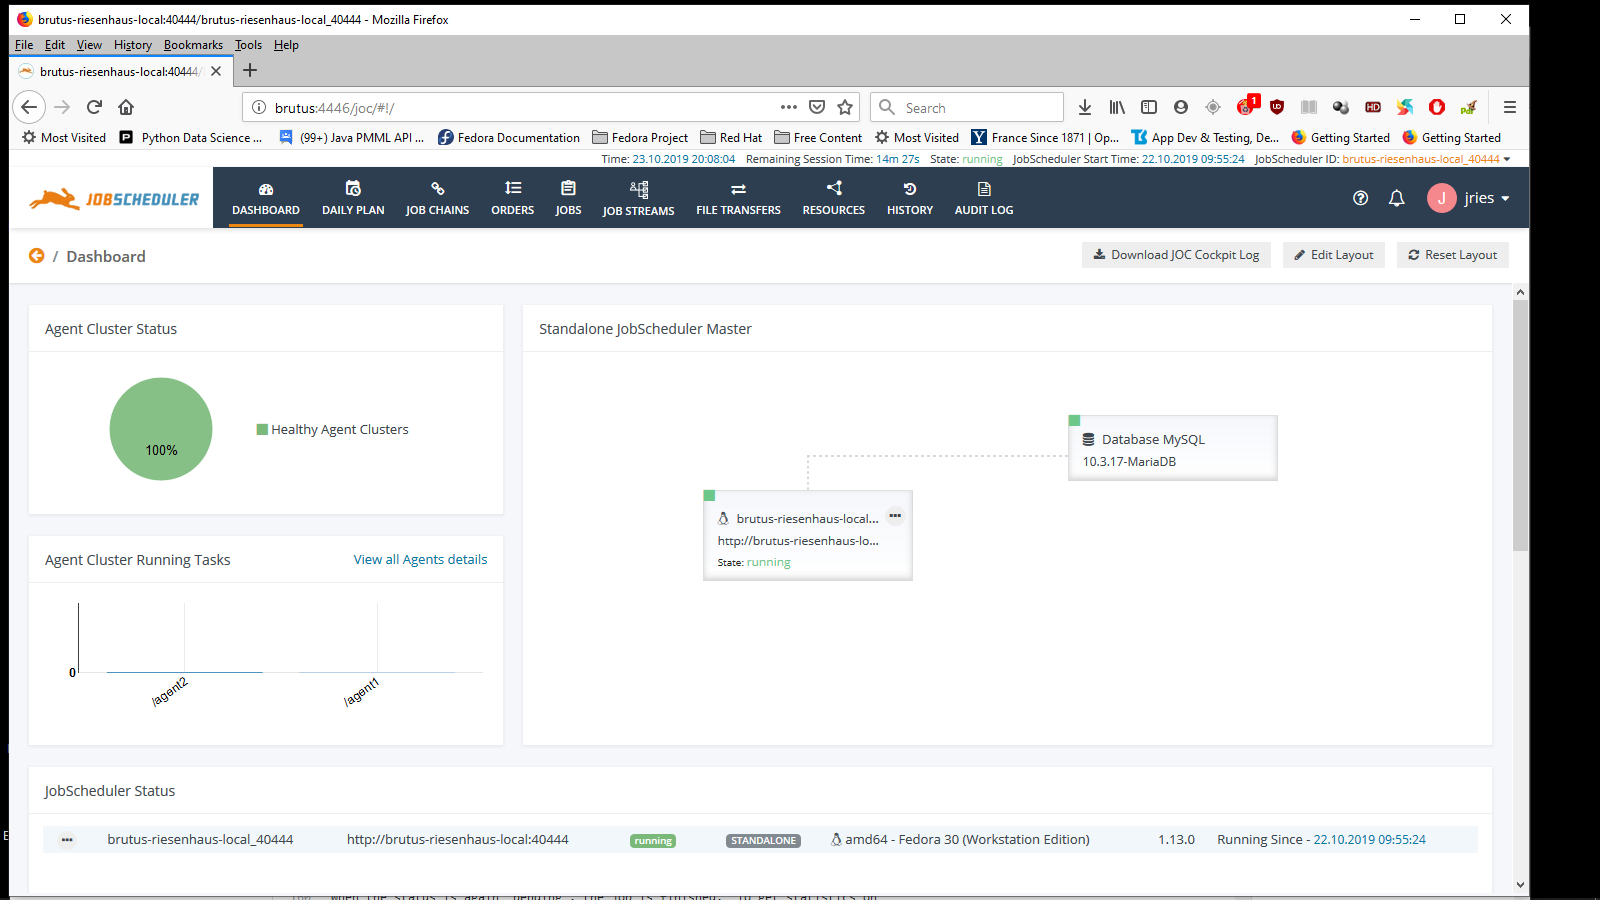 brutus-riesenhaus-local:40444/brutus-riesenhaus-local_40444 - Mozilla Firefox
File Edit View History Bookmarks Tools Help
brutus-riesenhaus-local:40444/
brutus:4446/joc/#!/
Search
1
HD
Most Visited
Python Data Science ...
(99+) Java PMML API ...
Fedora Documentation
Fedora Project
Red Hat
Free Content
Most Visited
France Since 1871 | Op...
App Dev & Testing, De...
Getting Started
Getting Started
Time: 23.10.2019 20:08:04 Remaining Session Time: 14m 27s State: running JobScheduler Start Time: 22.10.2019 09:55:24 JobScheduler ID: brutus-riesenhaus-local_40444
JOBSCHEDULER
DASHBOARD
DAILY PLAN
JOB CHAINS
ORDERS
JOBS
JOB STREAMS
FILE TRANSFERS
RESOURCES
HISTORY
AUDIT LOG
J
jries
/ Dashboard
Download JOC Cockpit Log
Edit Layout
Reset Layout
Agent Cluster Status
100%
Healthy Agent Clusters
Standalone JobScheduler Master
Database MySQL
10.3.17-MariaDB
brutus-riesenhaus-local...
http://brutus-riesenhaus-lo...
State: running
Agent Cluster Running Tasks
View all Agents details
0
/agent2
/agent1
JobScheduler Status
brutus-riesenhaus-local_40444 http://brutus-riesenhaus-local:40444 running STANDALONE amd64 - Fedora 30 (Workstation Edition) 1.13.0 Running Since - 22.10.2019 09:55:24